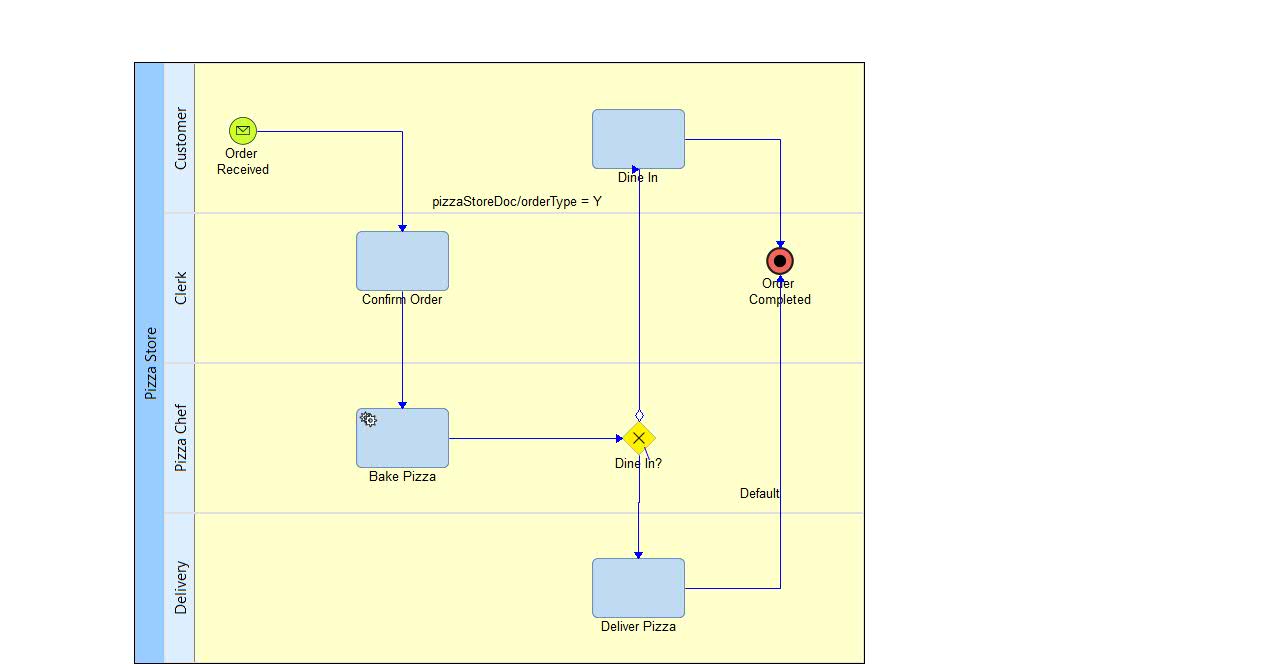 Pizza Store
Customer
Order
Received
Dine In
pizzaStoreDoc/orderType = Y
Clerk
Confirm Order
Order
Completed
Pizza Chef
Bake Pizza
Dine In?
Default
Delivery
Deliver Pizza